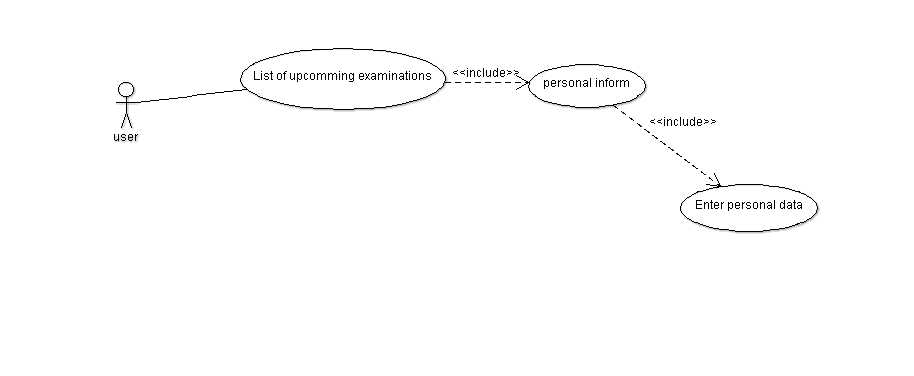 List of upcomming examinations
<<include>>
personal inform
<<include>>
user
Enter personal data